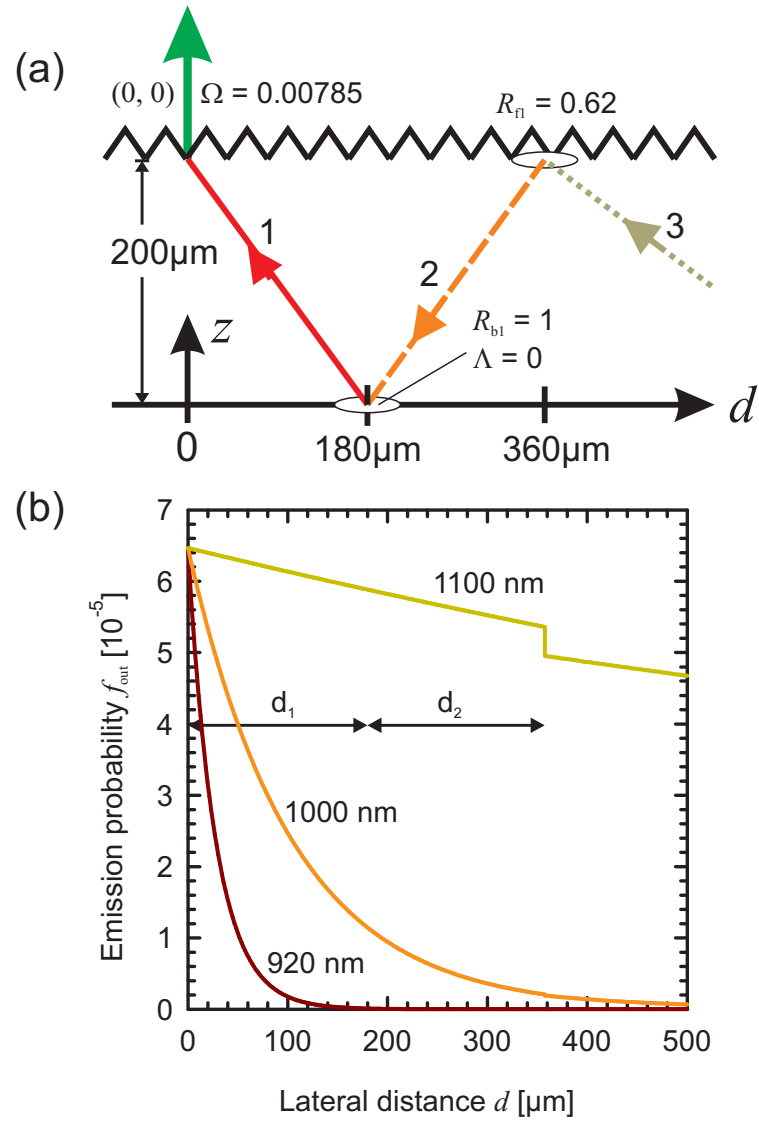 (a)
(0, 0) Ω = 0.00785
R_f1 = 0.62
200µm
1
2
3
R_b1 = 1
Λ = 0
z
d
0 180µm 360µm
(b)
7
6
5
4
3
2
1
0
Emission probability f_out [10^-5]
1100 nm
d_1 d_2
1000 nm
920 nm
0 100 200 300 400 500
Lateral distance d [µm]